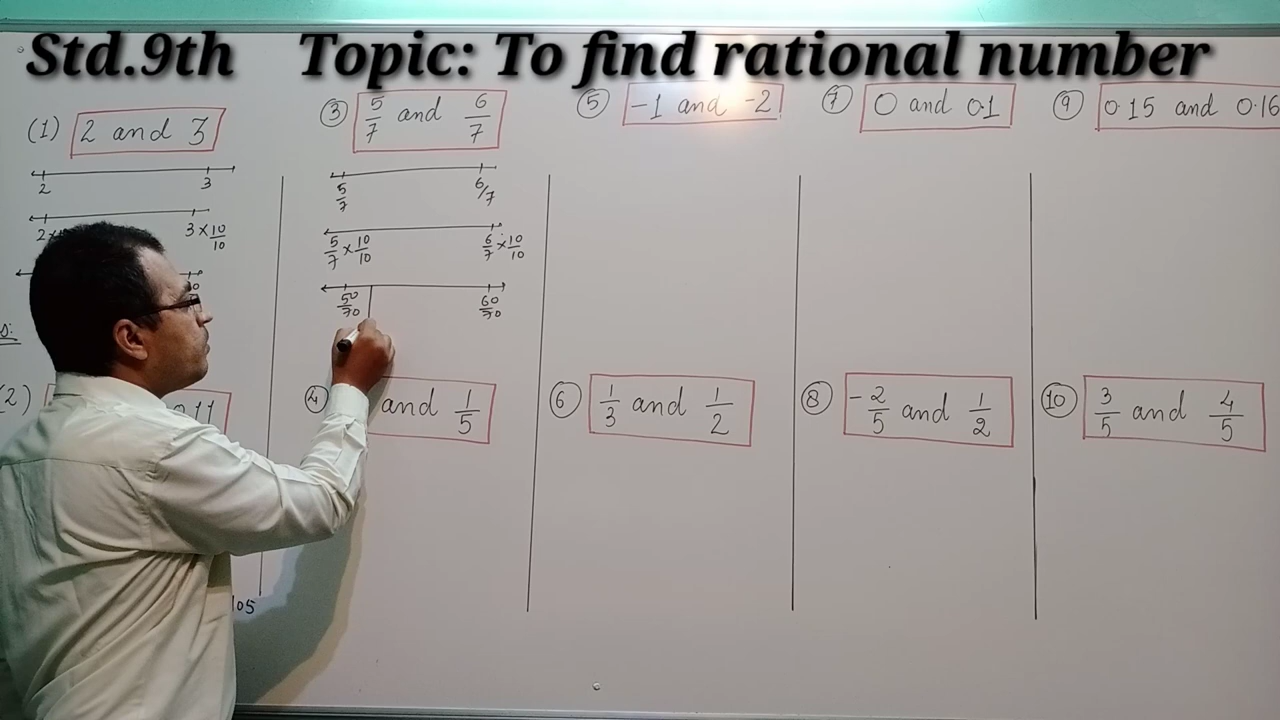 Std.9th Topic: To find rational number
(1) 2 and 3
2 3
3 × 10/10
③ 5/7 and 6/7
5/7 6/7
5/7 × 10/10 6/7 × 10/10
50/70 60/70
④ and 1/5
105
⑤ -1 and -2
⑥ 1/3 and 1/2
⑦ 0 and 0.1
⑧ -2/5 and 1/2
⑨ 0.15 and 0.16
⑩ 3/5 and 4/5